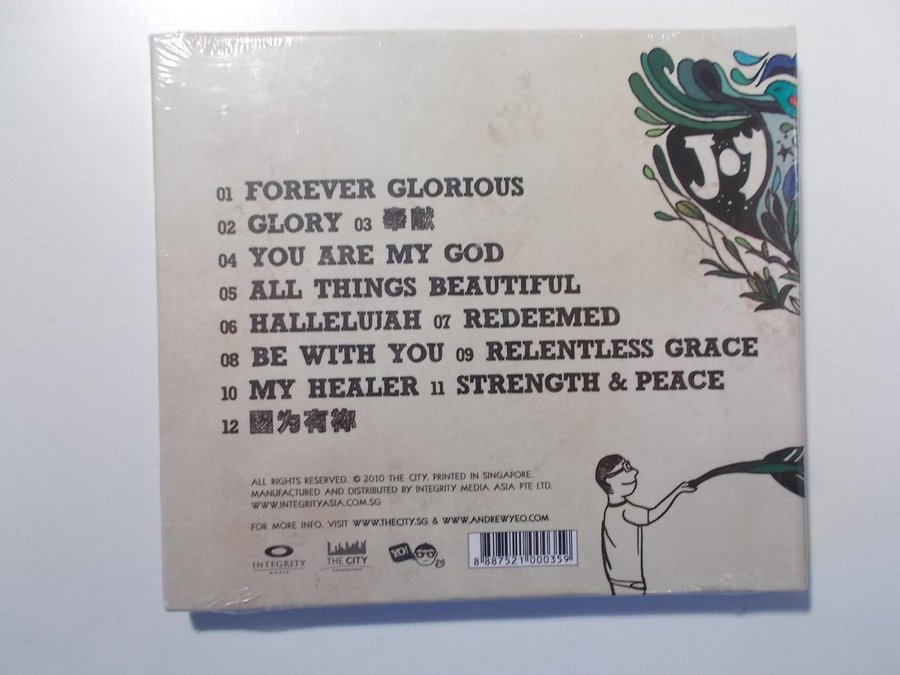 JOY
01 FOREVER GLORIOUS
02 GLORY 03 奉献
04 YOU ARE MY GOD
05 ALL THINGS BEAUTIFUL
06 HALLELUJAH 07 REDEEMED
08 BE WITH YOU 09 RELENTLESS GRACE
10 MY HEALER 11 STRENGTH & PEACE
12 因为有祢
ALL RIGHTS RESERVED. © 2010 THE CITY. PRINTED IN SINGAPORE.
MANUFACTURED AND DISTRIBUTED BY INTEGRITY MEDIA ASIA PTE LTD.
WWW.INTEGRITYASIA.COM.SG
FOR MORE INFO, VISIT WWW.THECITY.SG & WWW.ANDREWYEO.COM
INTEGRITY
THE CITY
YO!
8 887521 000359